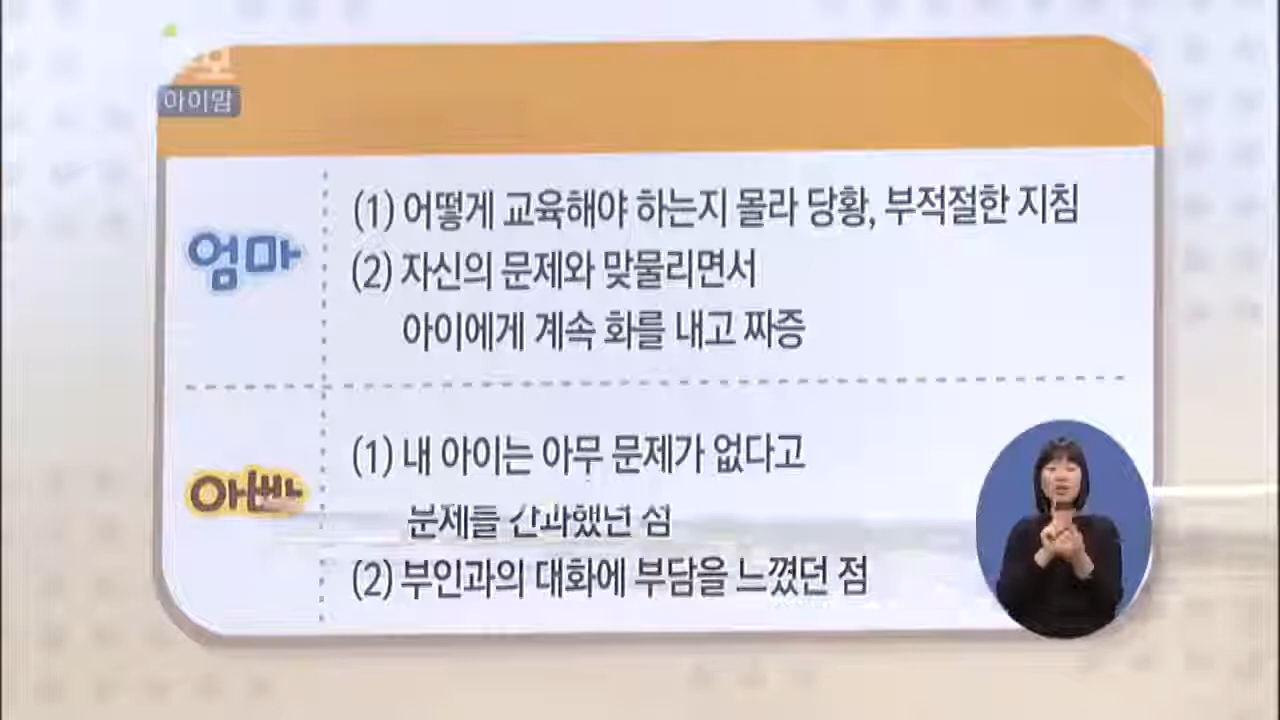 아이맘
엄마
(1) 어떻게 교육해야 하는지 몰라 당황, 부적절한 지침
(2) 자신의 문제와 맞물리면서
아이에게 계속 화를 내고 짜증
아빠
(1) 내 아이는 아무 문제가 없다고
문제를 간과했던 점
(2) 부인과의 대화에 부담을 느꼈던 점